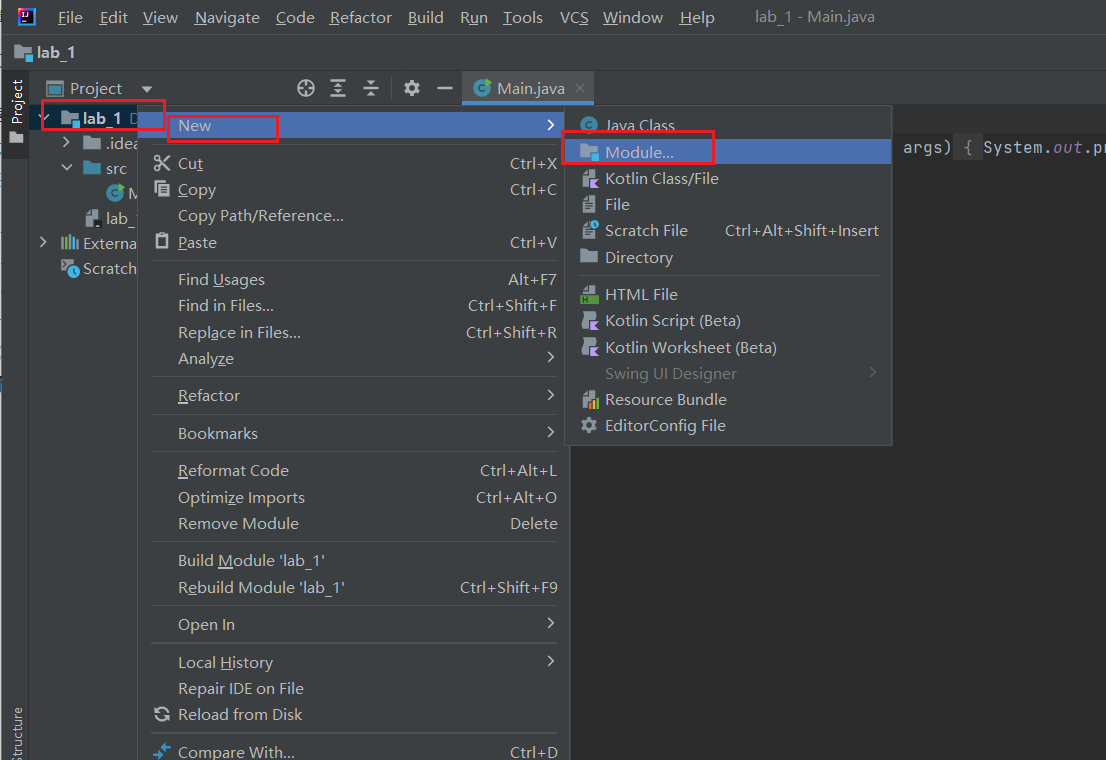 File Edit View Navigate Code Refactor Build Run Tools VCS Window Help lab_1 - Main.java
lab_1
Project
Project
Main.java
lab_1
.idea
src
lab_
Externa
Scratch
New
Cut Ctrl+X
Copy Ctrl+C
Copy Path/Reference...
Paste Ctrl+V
Find Usages Alt+F7
Find in Files... Ctrl+Shift+F
Replace in Files... Ctrl+Shift+R
Analyze
Refactor
Bookmarks
Reformat Code Ctrl+Alt+L
Optimize Imports Ctrl+Alt+O
Remove Module Delete
Build Module 'lab_1'
Rebuild Module 'lab_1' Ctrl+Shift+F9
Open In
Local History
Repair IDE on File
Reload from Disk
Compare With... Ctrl+D
Java Class
Module...
Kotlin Class/File
File
Scratch File Ctrl+Alt+Shift+Insert
Directory
HTML File
Kotlin Script (Beta)
Kotlin Worksheet (Beta)
Swing UI Designer
Resource Bundle
EditorConfig File
args) { System.out.pr
Structure